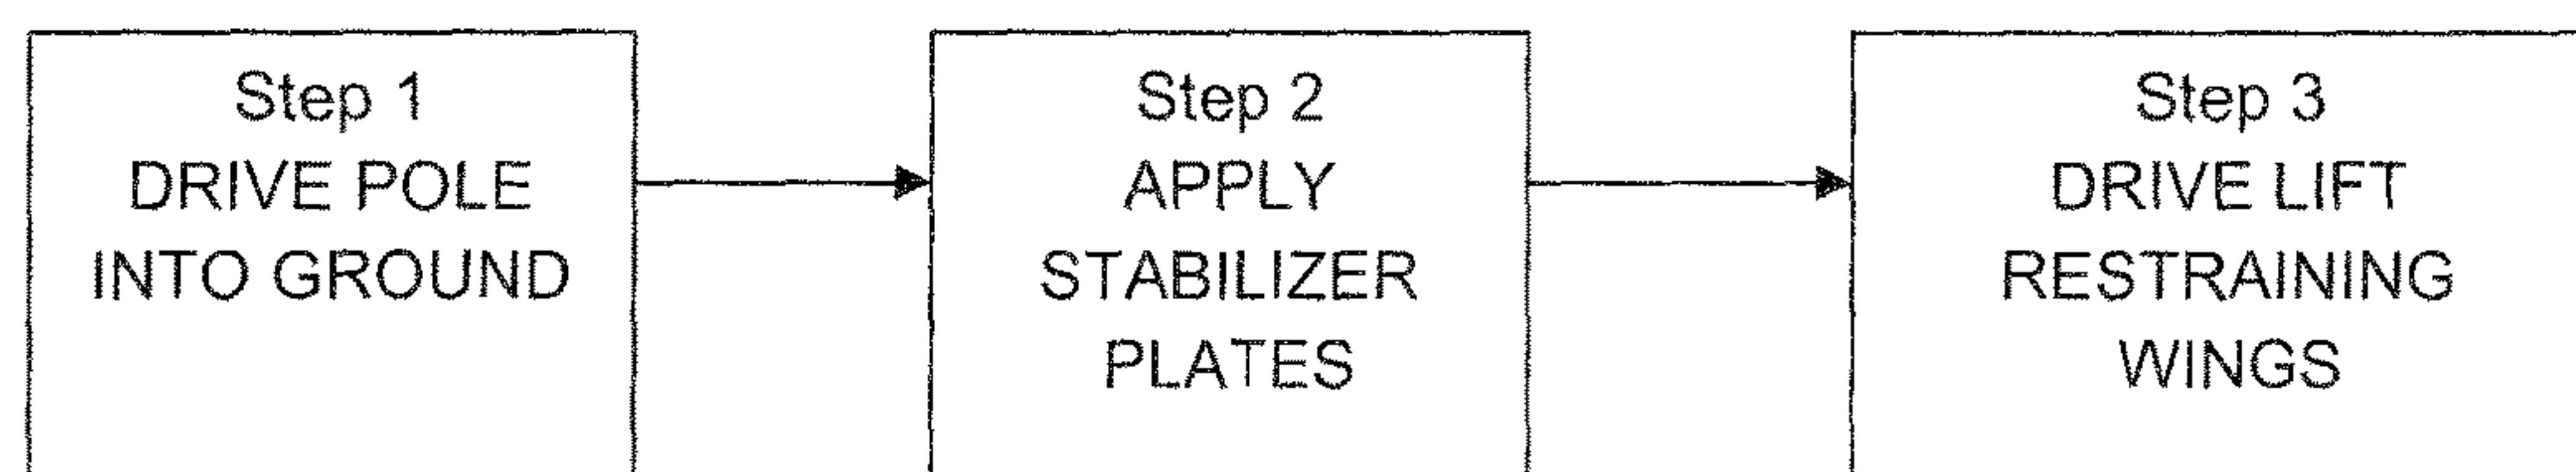 Step 1
DRIVE POLE
INTO GROUND
Step 2
APPLY
STABILIZER
PLATES
Step 3
DRIVE LIFT
RESTRAINING
WINGS